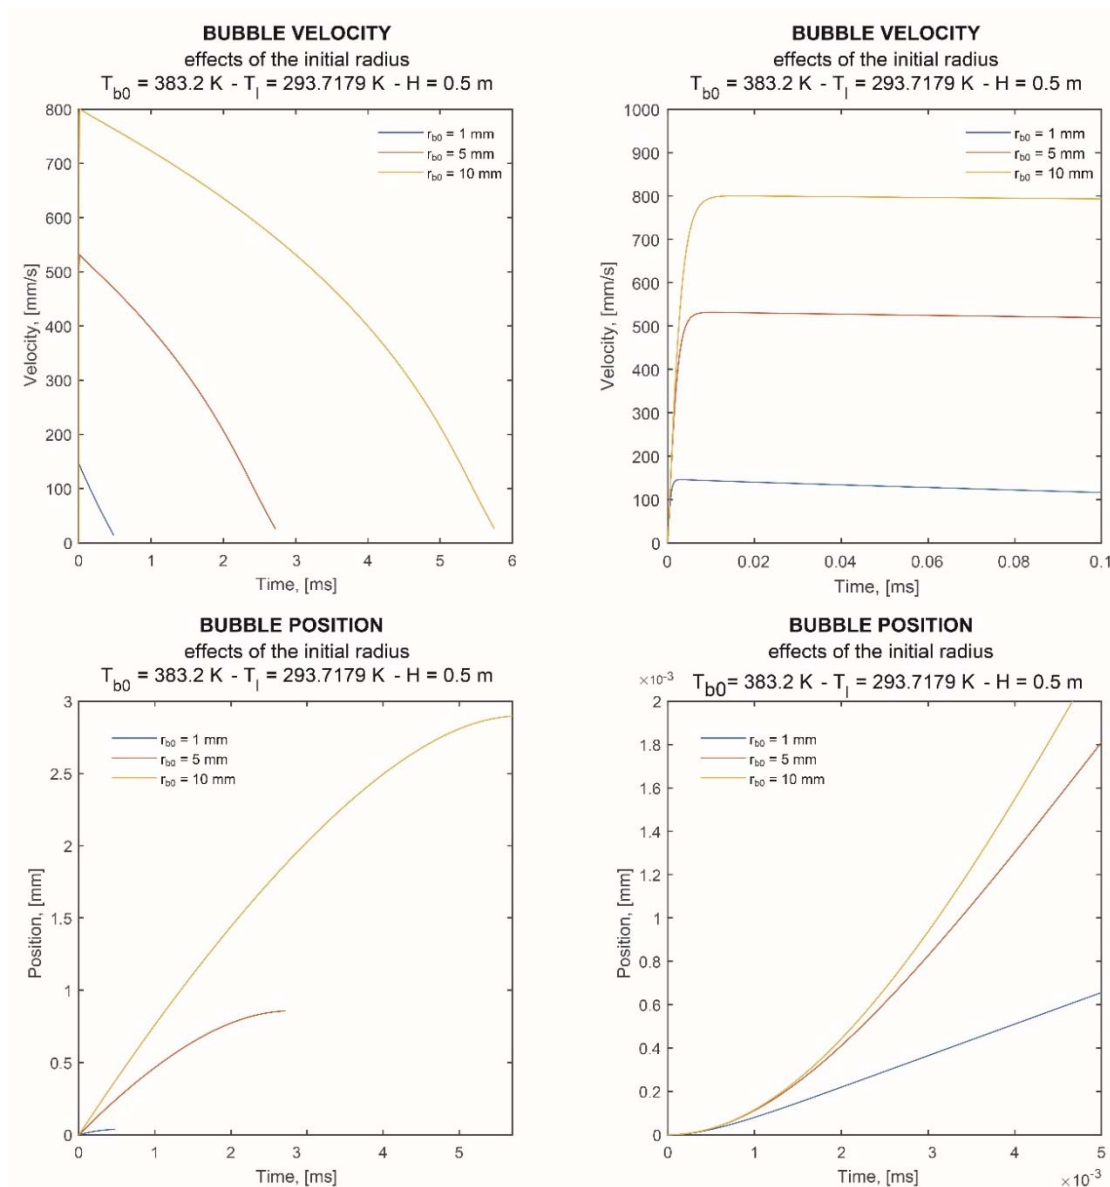 BUBBLE VELOCITY
effects of the initial radius
T_b0 = 383.2 K - T_l = 293.7179 K - H = 0.5 m
800
700
600
500
400
300
200
100
0
Velocity, [mm/s]
r_b0 = 1 mm
r_b0 = 5 mm
r_b0 = 10 mm
0 1 2 3 4 5 6
Time, [ms]
BUBBLE VELOCITY
effects of the initial radius
T_b0 = 383.2 K - T_l = 293.7179 K - H = 0.5 m
1000
900
800
700
600
500
400
300
200
100
0
Velocity, [mm/s]
r_b0 = 1 mm
r_b0 = 5 mm
r_b0 = 10 mm
0 0.02 0.04 0.06 0.08 0.1
Time, [ms]
BUBBLE POSITION
effects of the initial radius
T_b0 = 383.2 K - T_l = 293.7179 K - H = 0.5 m
3
2.5
2
1.5
1
0.5
0
Position, [mm]
r_b0 = 1 mm
r_b0 = 5 mm
r_b0 = 10 mm
0 1 2 3 4 5
Time, [ms]
BUBBLE POSITION
effects of the initial radius
×10⁻³
T_b0= 383.2 K - T_l = 293.7179 K - H = 0.5 m
2
1.8
1.6
1.4
1.2
1
0.8
0.6
0.4
0.2
0
Position, [mm]
r_b0 = 1 mm
r_b0 = 5 mm
r_b0 = 10 mm
0 1 2 3 4 5
Time, [ms]
×10⁻³